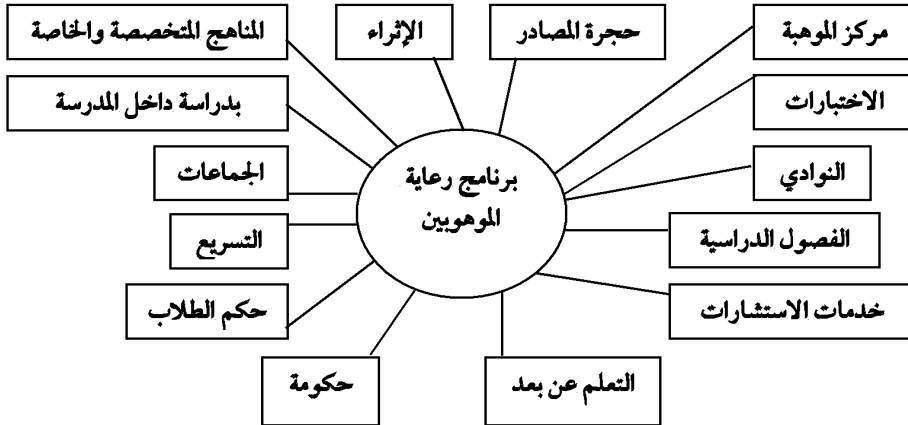 مركز الموهبة
حجرة المصادر
الإثراء
المناهج المتخصصة والخاصة
الاختبارات
بدراسة داخل المدرسة
النوادي
برنامج رعاية
الموهوبين
الجماعات
الفصول الدراسية
التسريع
خدمات الاستشارات
حكم الطلاب
التعلم عن بعد
حكومة